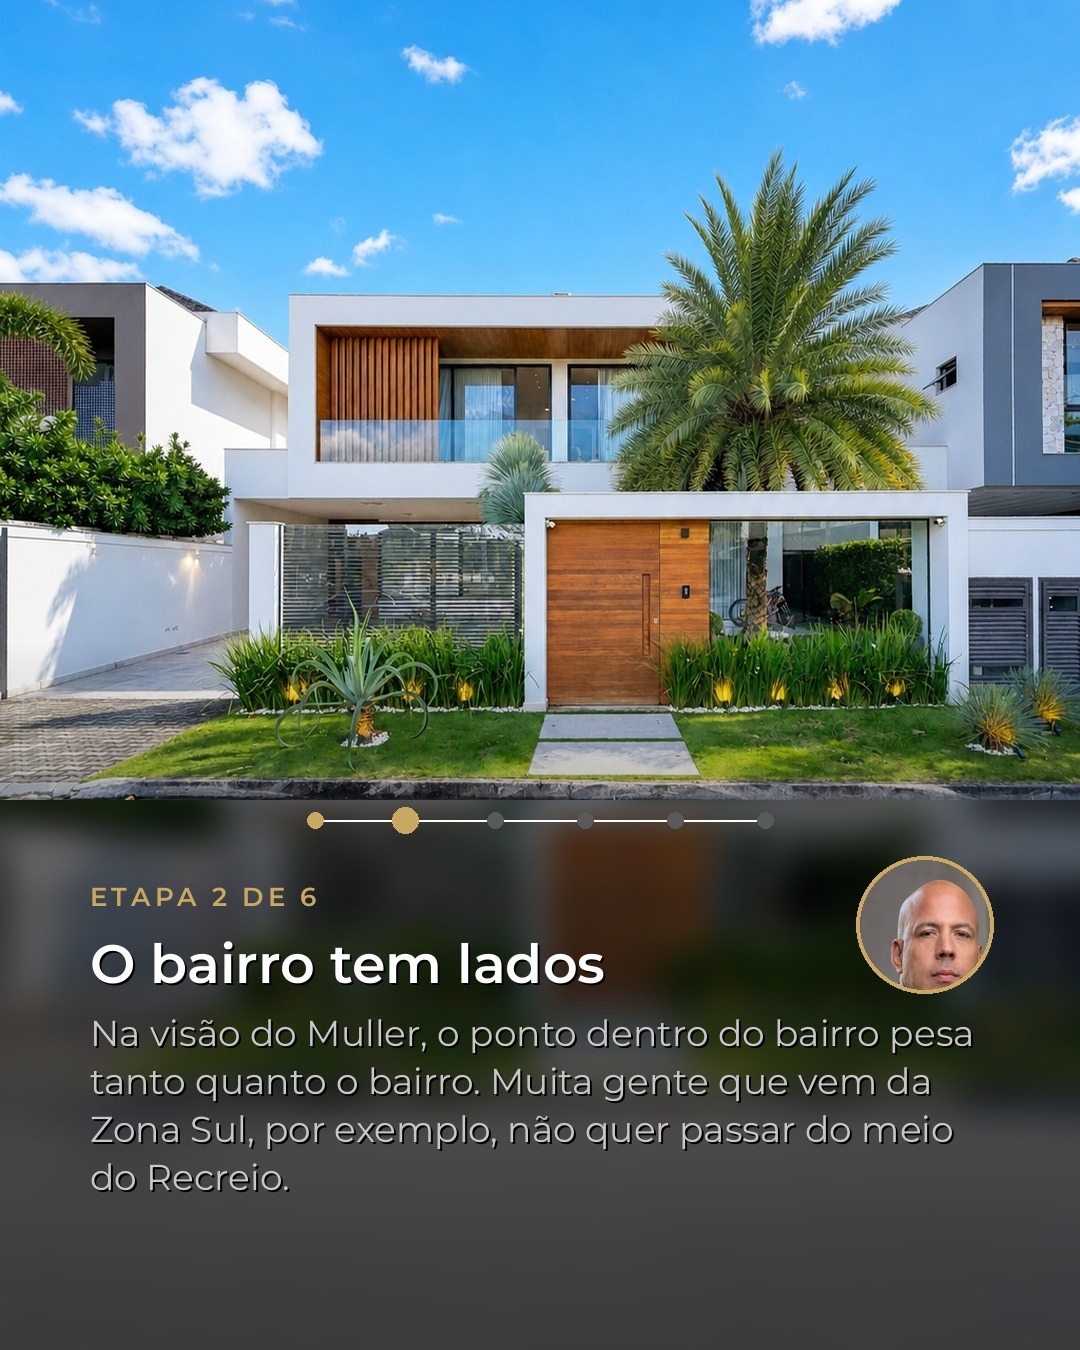 ETAPA 2 DE 6
O bairro tem lados
Na visão do Muller, o ponto dentro do bairro pesa
tanto quanto o bairro. Muita gente que vem da
Zona Sul, por exemplo, não quer passar do meio
do Recreio.